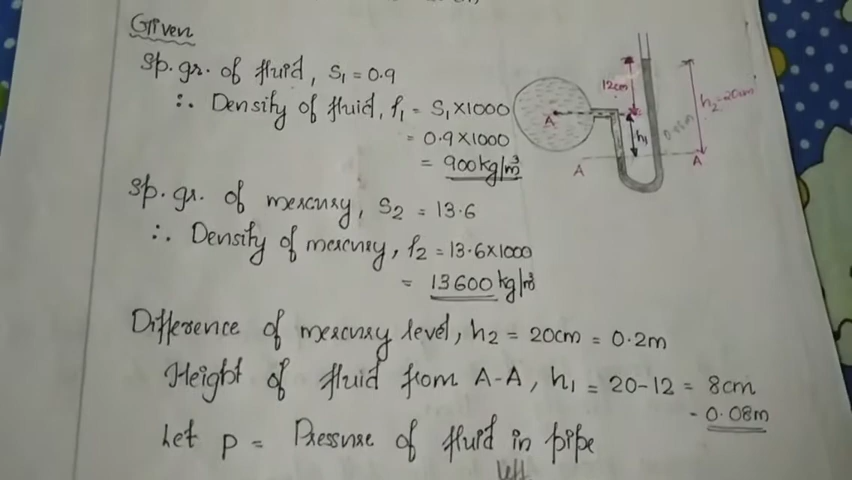 Given
Sp. gr. of fluid, S₁ = 0.9
∴ Density of fluid, ρ₁ = S₁ × 1000
= 0.9 × 1000
= 900 kg/m³
Sp. gr. of mercury, S₂ = 13.6
∴ Density of mercury, ρ₂ = 13.6 × 1000
= 13600 kg/m³
Difference of mercury level, h₂ = 20cm = 0.2m
Height of fluid from A-A, h₁ = 20-12 = 8cm
= 0.08m
Let P = Pressure of fluid in pipe
left
12cm
h₂ = 20cm
A
h₁
A
A